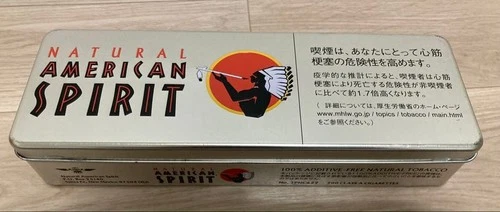 NATURAL
AMERICAN
SPIRIT
喫煙は、あなたにとって心筋
梗塞の危険性を高めます。
疫学的な推計によると、喫煙者は心筋
梗塞により死亡する危険性が非喫煙者
に比べて約1.7倍高くなります。
(詳細については、厚生労働省のホーム・ページ
www.mhlw.go.jp/topics/tobacco/main.html
をご参照ください。)
NATURAL
AMERICAN
SPIRIT
100% ADDITIVE-FREE NATURAL TOBACCO
Natural American Spirit